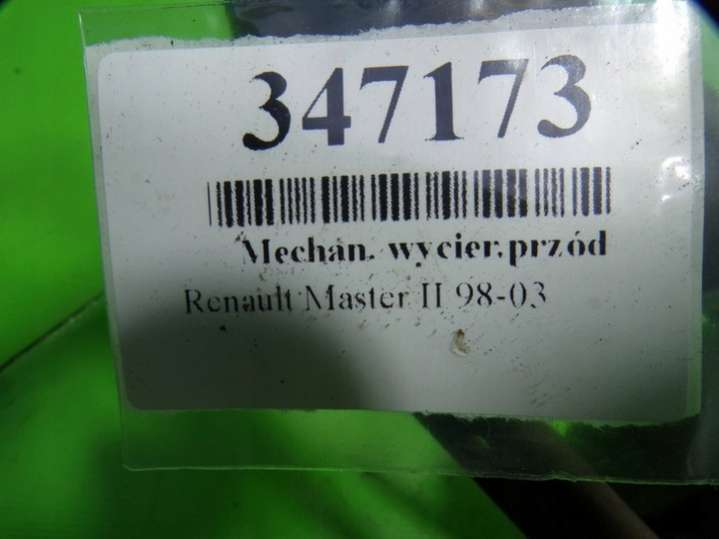 347173
Mechan. wycier.przód
Renault Master II 98-03